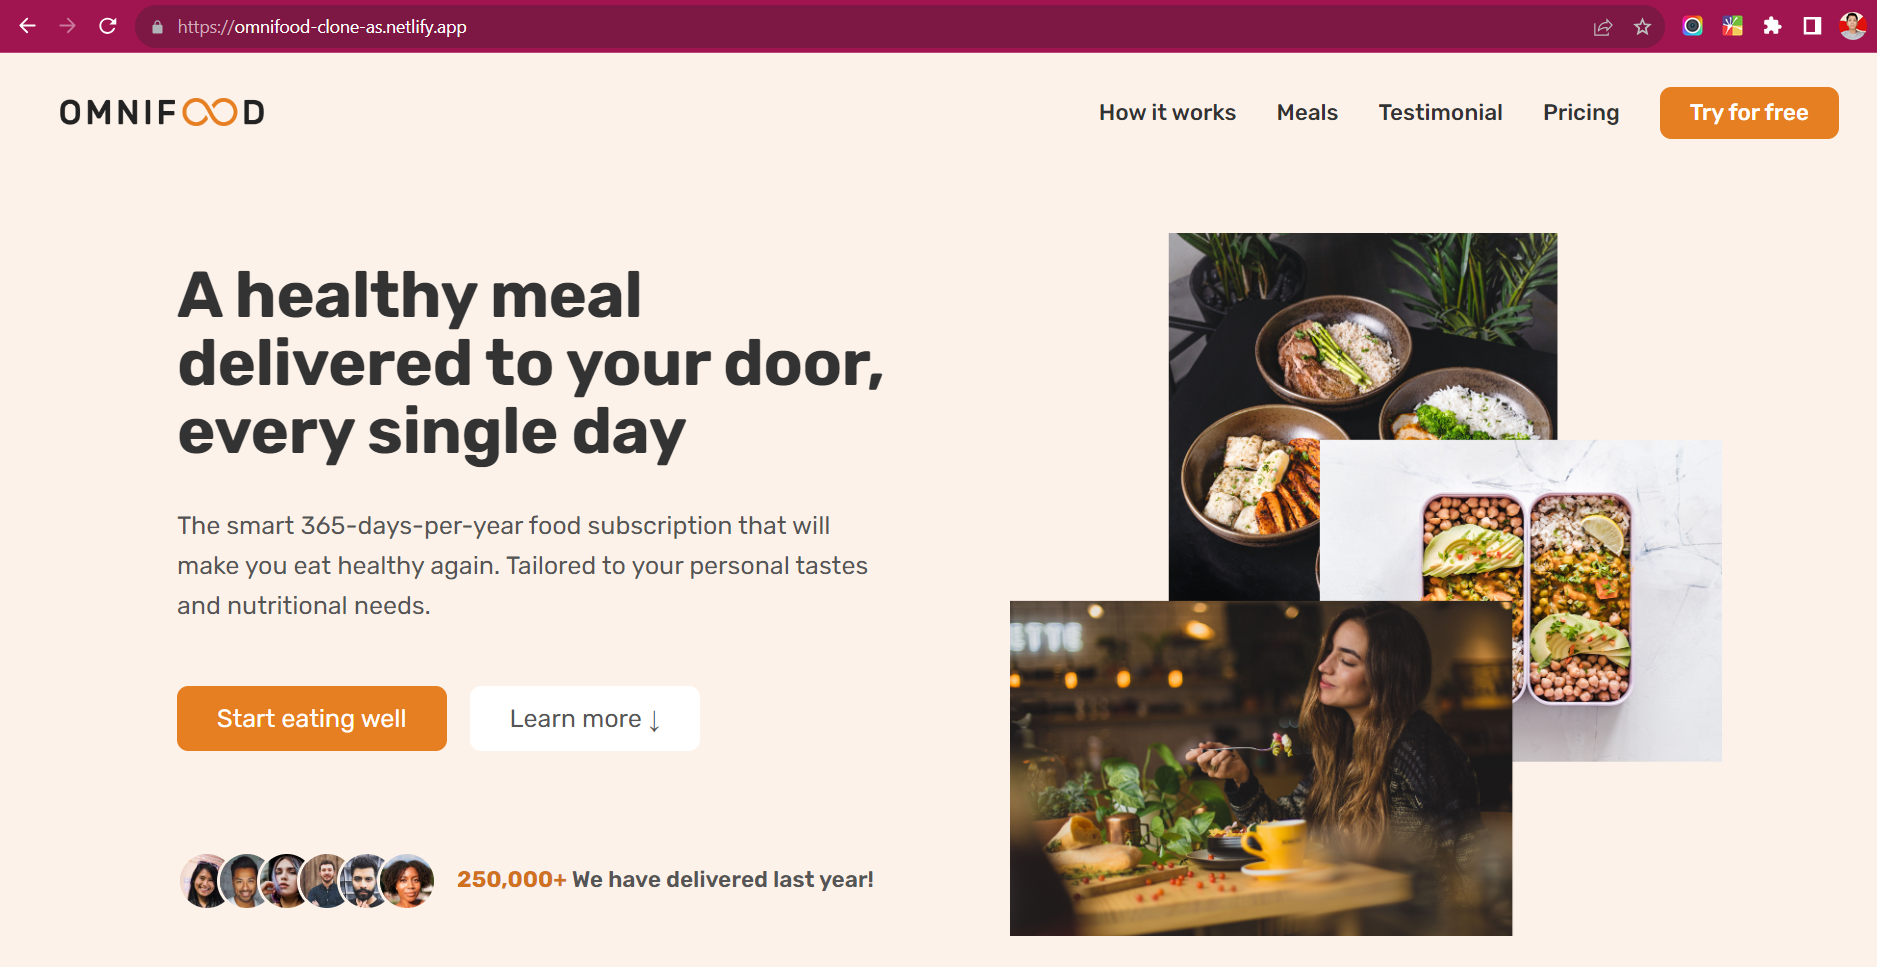 https://omnifood-clone-as.netlify.app
OMNIFOOD
How it works
Meals
Testimonial
Pricing
Try for free
A healthy meal
delivered to your door,
every single day
The smart 365-days-per-year food subscription that will
make you eat healthy again. Tailored to your personal tastes
and nutritional needs.
Start eating well
Learn more ↓
250,000+ We have delivered last year!
ETTE